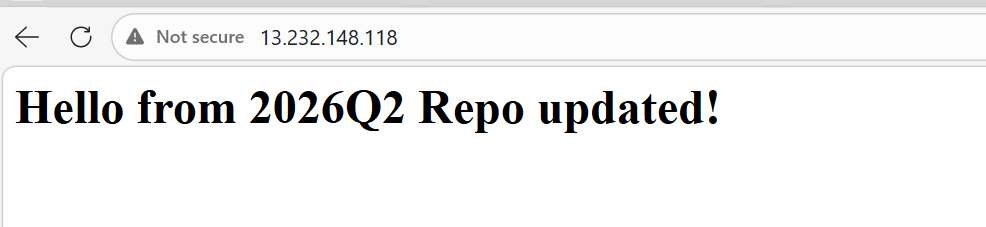 Not secure 13.232.148.118
Hello from 2026Q2 Repo updated!